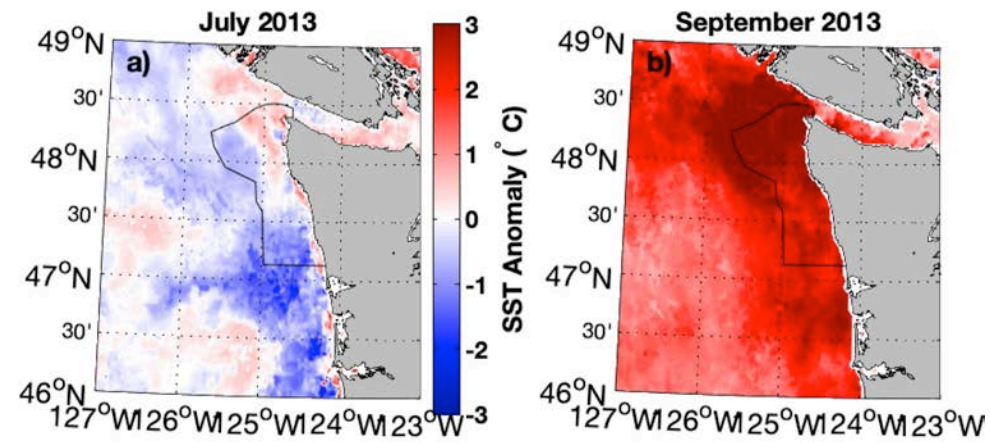 July 2013
September 2013
a)
b)
49°N
30'
48°N
30'
47°N
30'
46°N
127°W
126°W
125°W
124°W
123°W
3
2
1
0
-1
-2
-3
SST Anomaly (° C)
49°N
30'
48°N
30'
47°N
30'
46°N
127°W
126°W
125°W
124°W
123°W